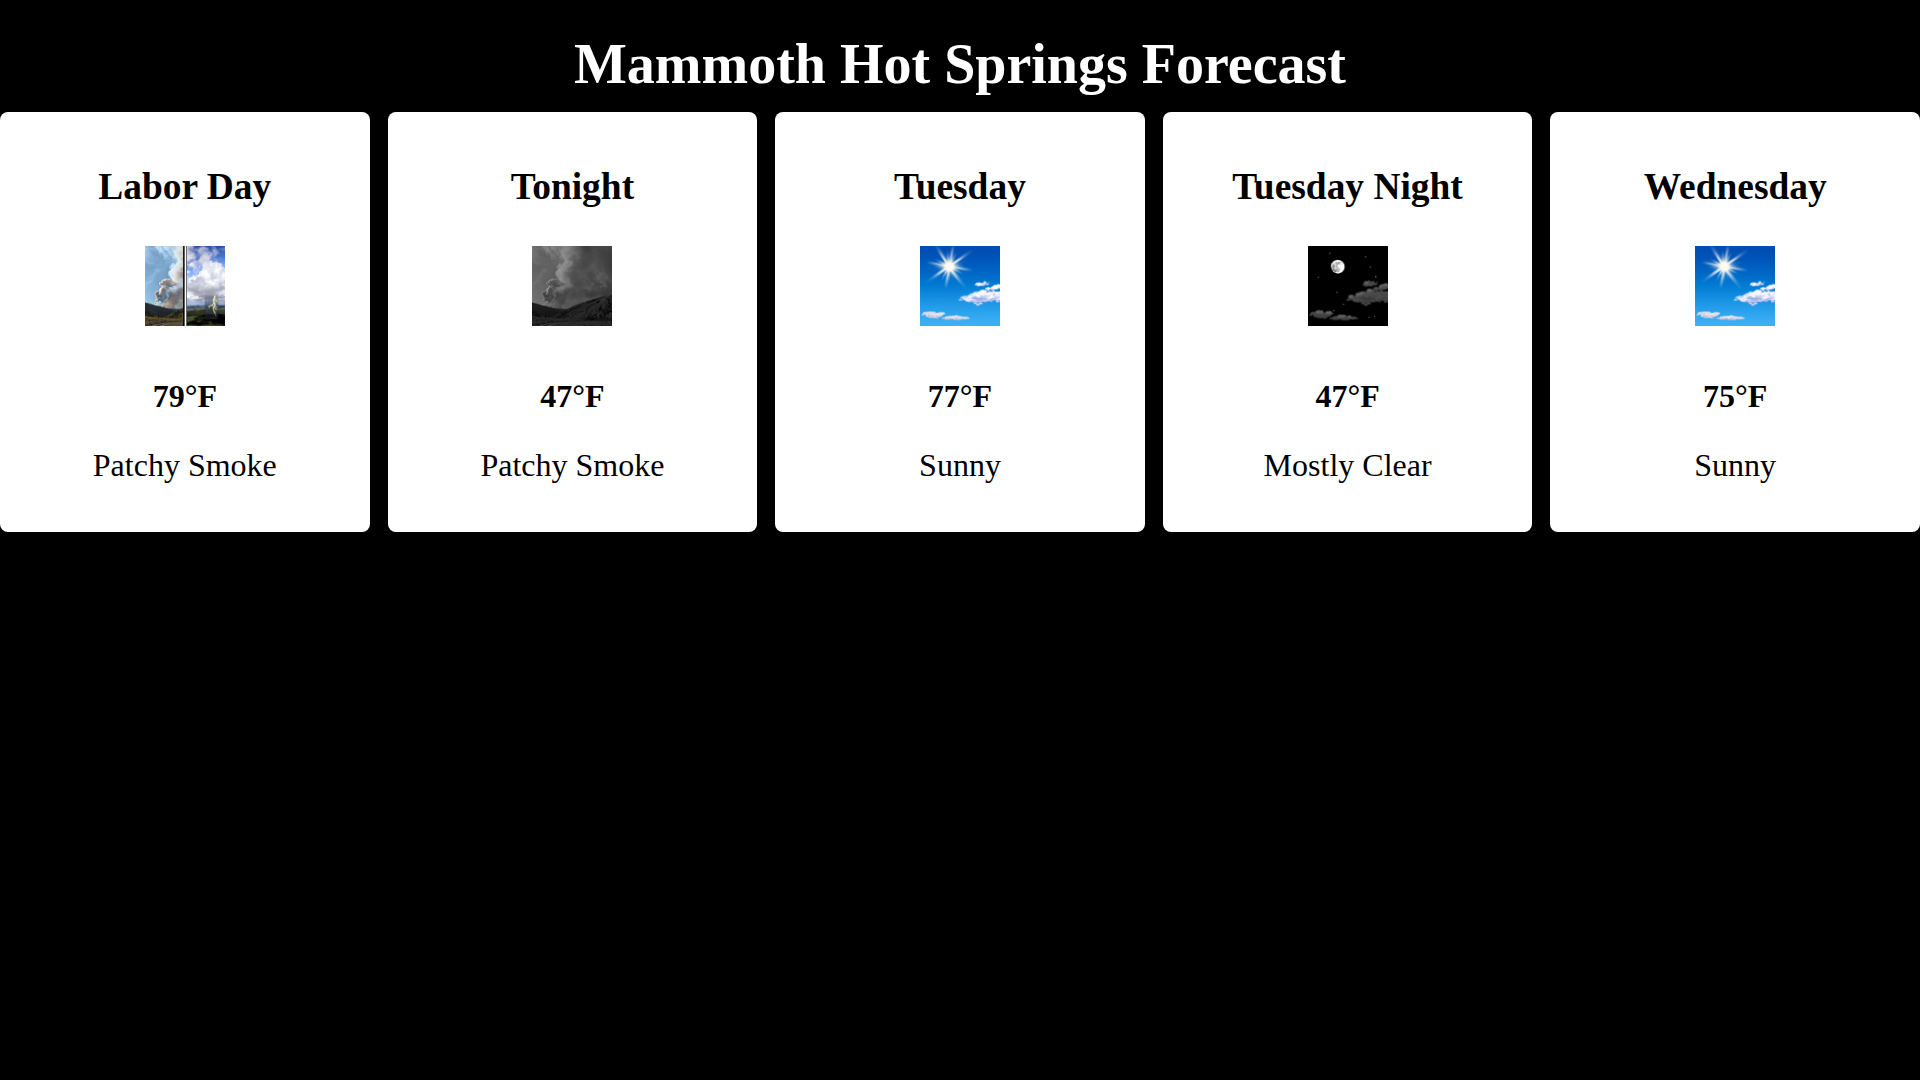 Mammoth Hot Springs Forecast
Labor Day
79°F
Patchy Smoke
Tonight
47°F
Patchy Smoke
Tuesday
77°F
Sunny
Tuesday Night
47°F
Mostly Clear
Wednesday
75°F
Sunny